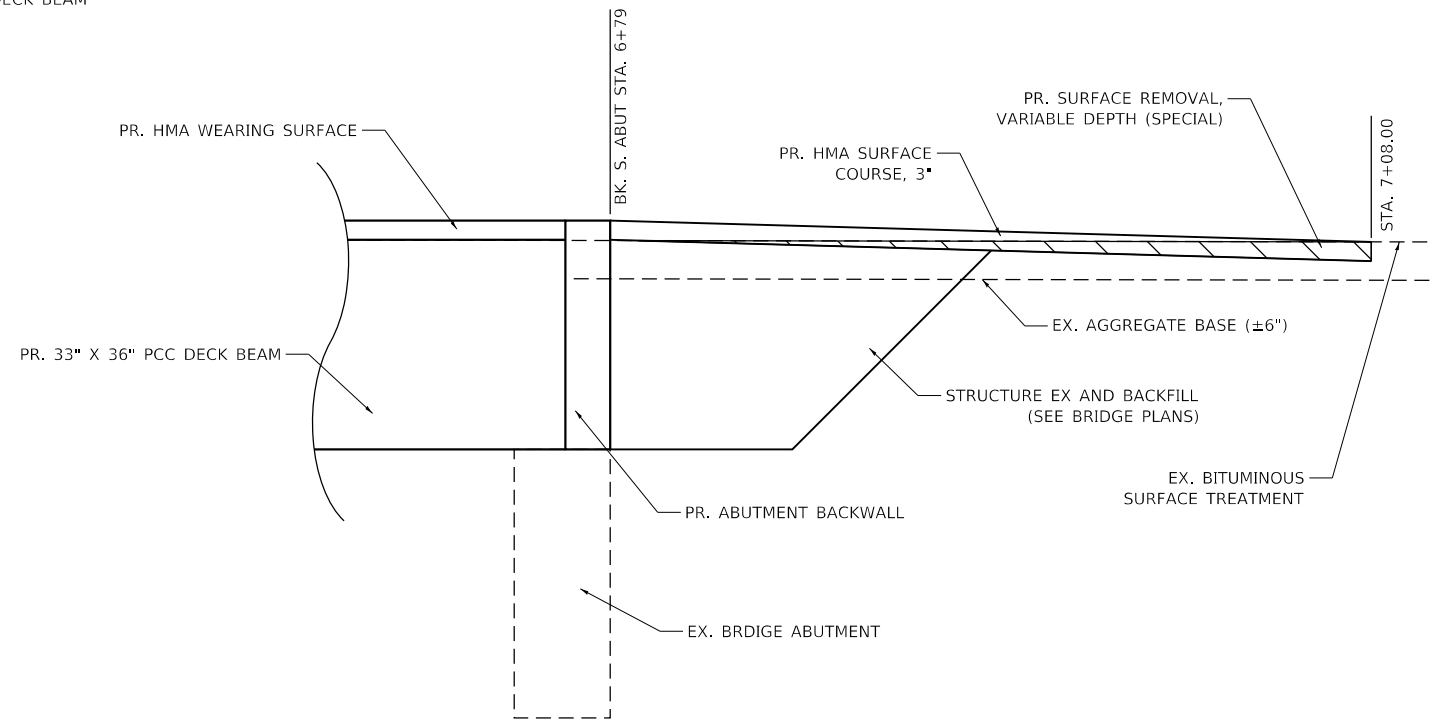 DECK BEAM
BK. S. ABUT STA. 6+79
PR. SURFACE REMOVAL,
VARIABLE DEPTH (SPECIAL)
STA. 7+08.00
PR. HMA WEARING SURFACE
PR. HMA SURFACE
COURSE, 3"
EX. AGGREGATE BASE (±6")
PR. 33" X 36" PCC DECK BEAM
STRUCTURE EX AND BACKFILL
(SEE BRIDGE PLANS)
EX. BITUMINOUS
SURFACE TREATMENT
PR. ABUTMENT BACKWALL
EX. BRDIGE ABUTMENT